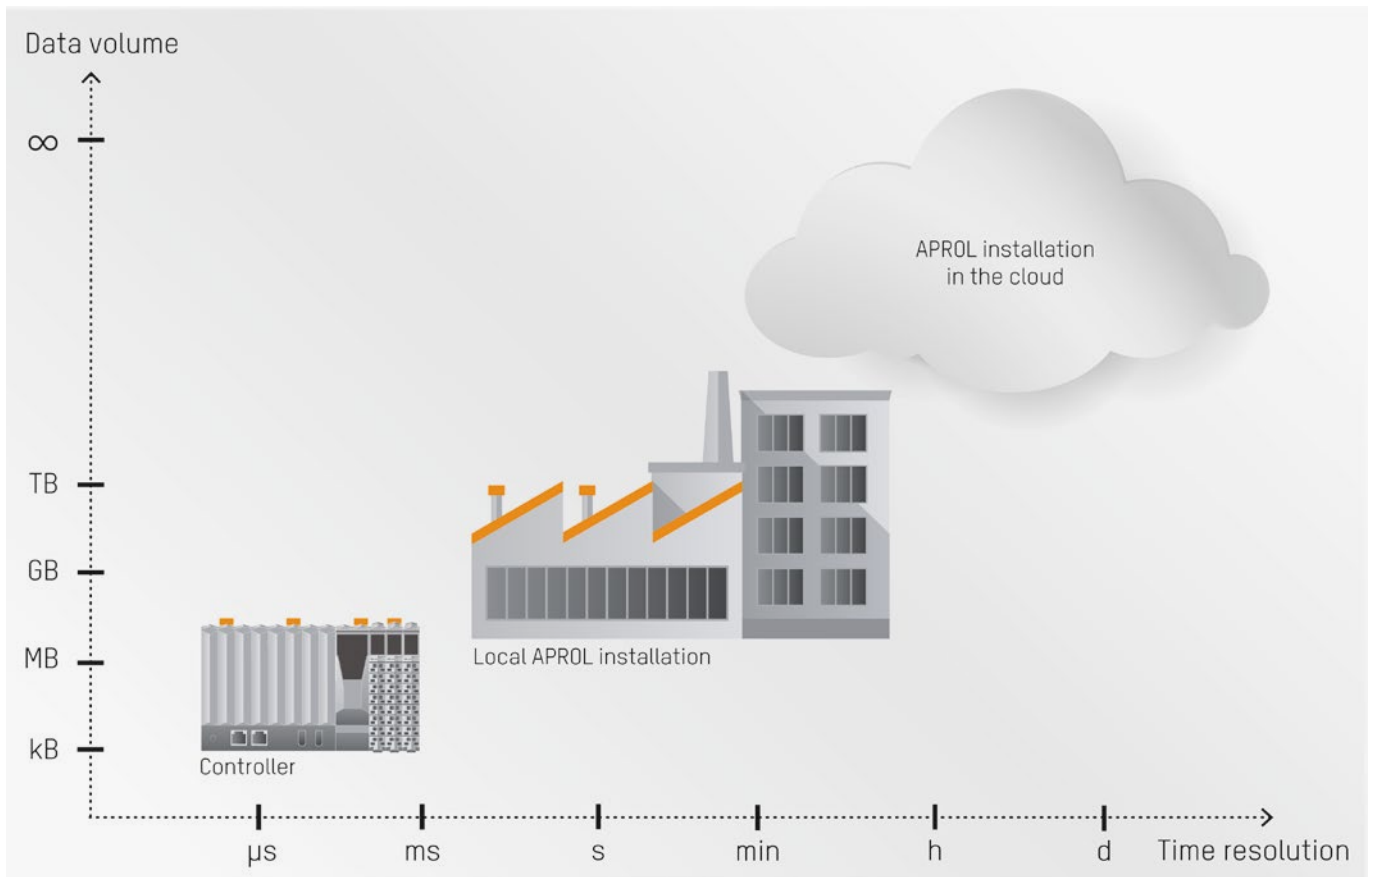 Data volume
∞
APROL installation
in the cloud
TB
GB
MB
Local APROL installation
kB
Controller
µs ms s min h d Time resolution